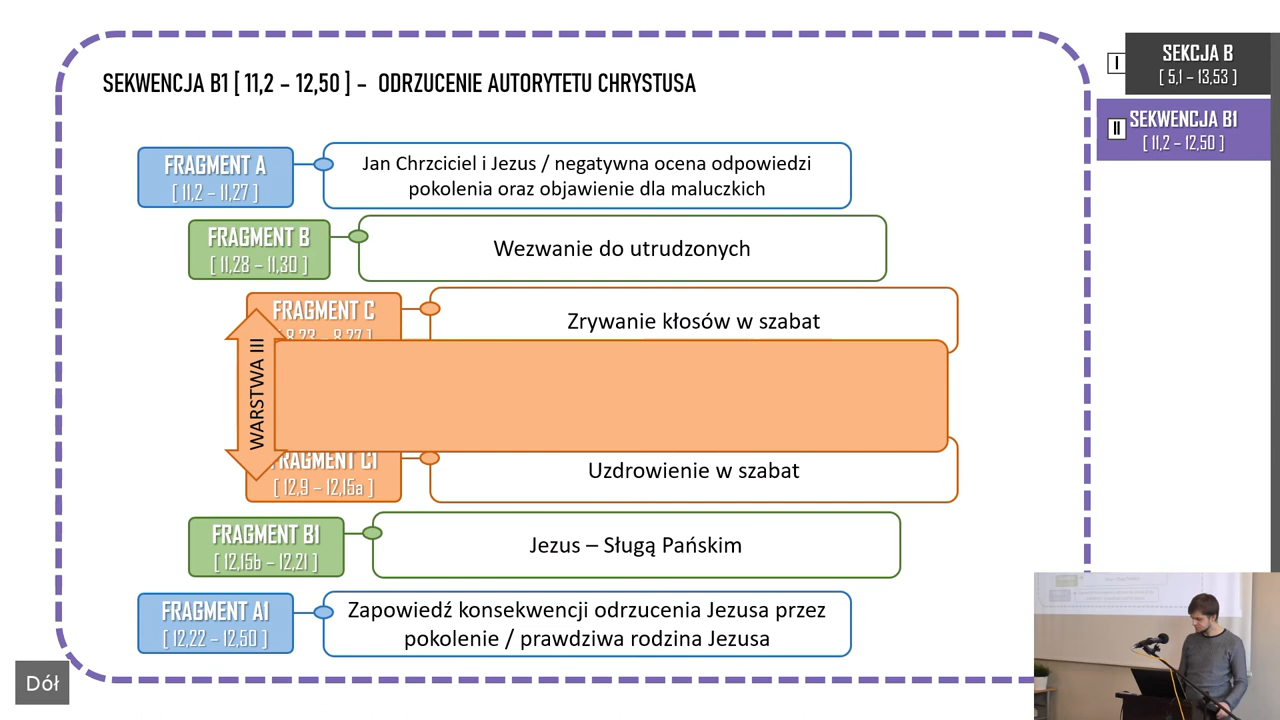 SEKWENCJA B1 [ 11,2 – 12,50 ] – ODRZUCENIE AUTORYTETU CHRYSTUSA
I
SEKCJA B
[ 5,1 – 13,53 ]
II
SEKWENCJA B1
[ 11,2 – 12,50 ]
FRAGMENT A
[ 11,2 – 11,27 ]
Jan Chrzciciel i Jezus / negatywna ocena odpowiedzi
pokolenia oraz objawienie dla maluczkich
FRAGMENT B
[ 11,28 – 11,30 ]
Wezwanie do utrudzonych
FRAGMENT C
Zrywanie kłosów w szabat
WARSTWA III
FRAGMENT C1
[ 12,9 – 12,15a ]
Uzdrowienie w szabat
FRAGMENT B1
[ 12,15b – 12,21 ]
Jezus – Sługą Pańskim
FRAGMENT A1
[ 12,22 – 12,50 ]
Zapowiedź konsekwencji odrzucenia Jezusa przez
pokolenie / prawdziwa rodzina Jezusa
Dół